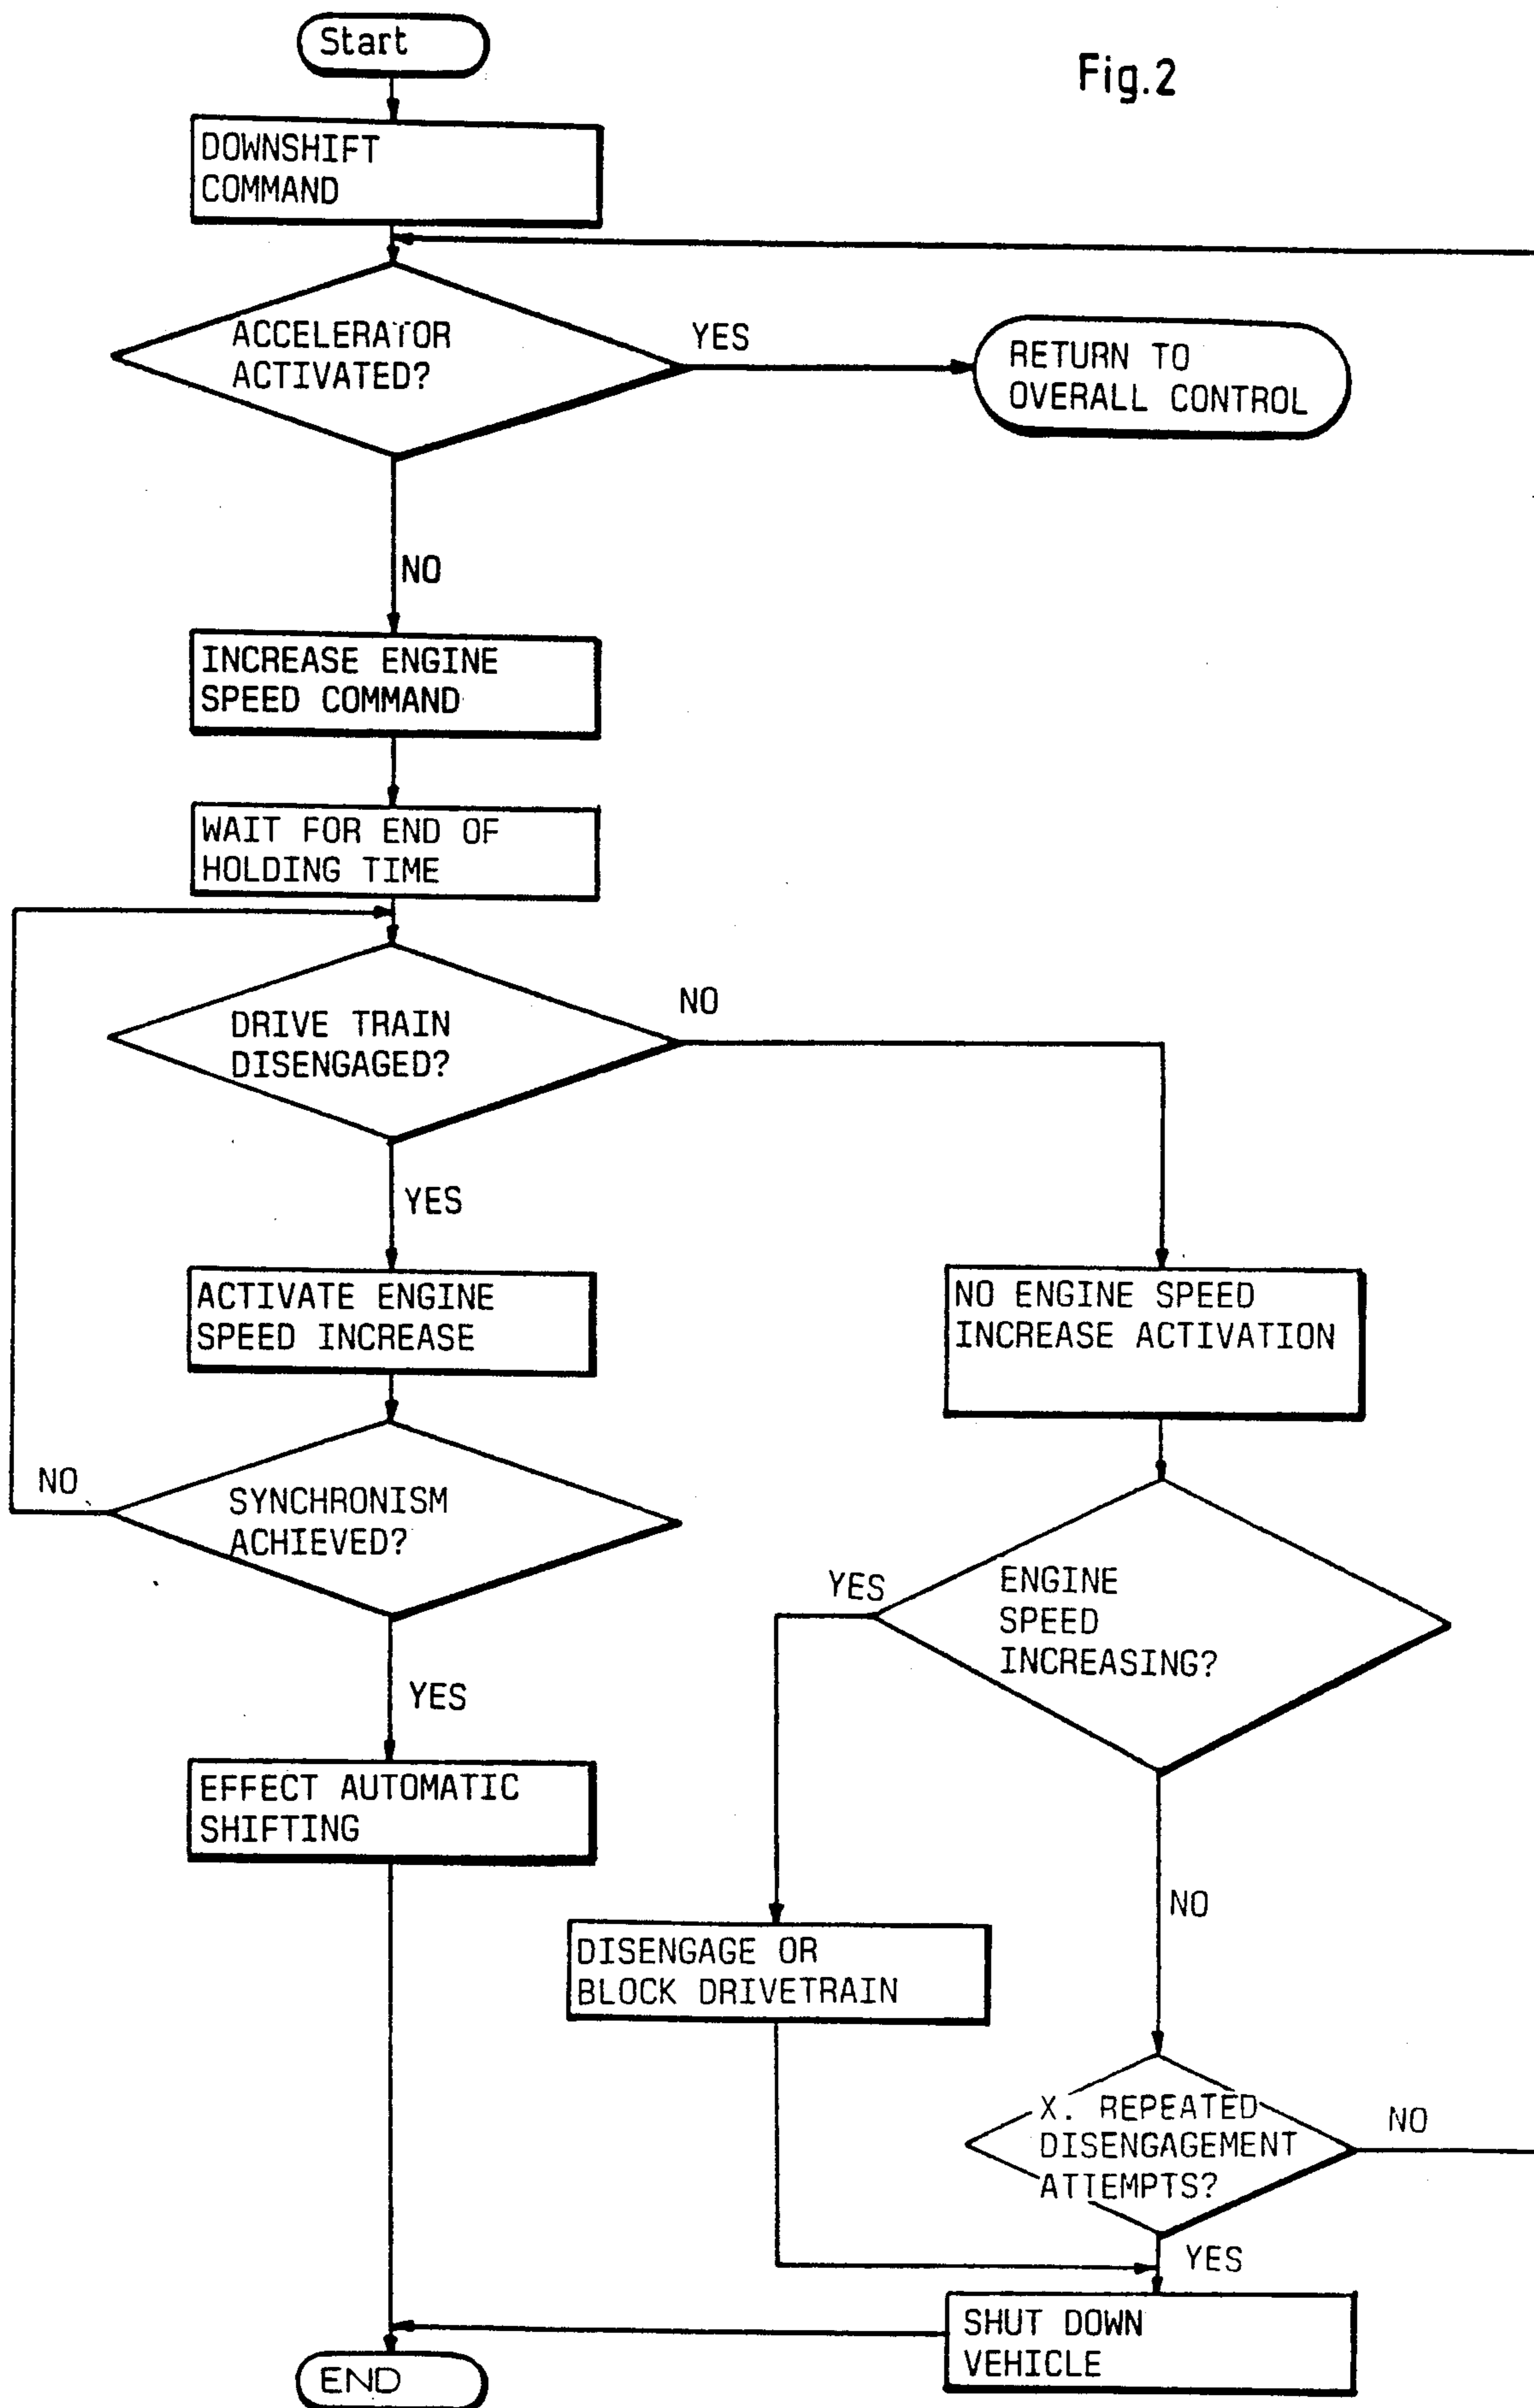 Start
Fig.2
DOWNSHIFT
COMMAND
ACCELERATOR
ACTIVATED?
YES
RETURN TO
OVERALL CONTROL
NO
INCREASE ENGINE
SPEED COMMAND
WAIT FOR END OF
HOLDING TIME
DRIVE TRAIN
DISENGAGED?
NO
YES
ACTIVATE ENGINE
SPEED INCREASE
NO ENGINE SPEED
INCREASE ACTIVATION
NO
SYNCHRONISM
ACHIEVED?
YES
ENGINE
SPEED
INCREASING?
YES
EFFECT AUTOMATIC
SHIFTING
NO
DISENGAGE OR
BLOCK DRIVETRAIN
X. REPEATED
DISENGAGEMENT
ATTEMPTS?
NO
YES
SHUT DOWN
VEHICLE
END